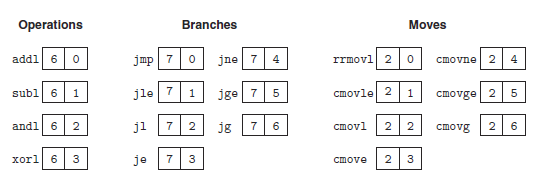 Operations Branches Moves
addl 6 0 jmp 7 0 jne 7 4 rrmovl 2 0 cmovne 2 4
subl 6 1 jle 7 1 jge 7 5 cmovle 2 1 cmovge 2 5
andl 6 2 jl 7 2 jg 7 6 cmovl 2 2 cmovg 2 6
xorl 6 3 je 7 3 cmove 2 3